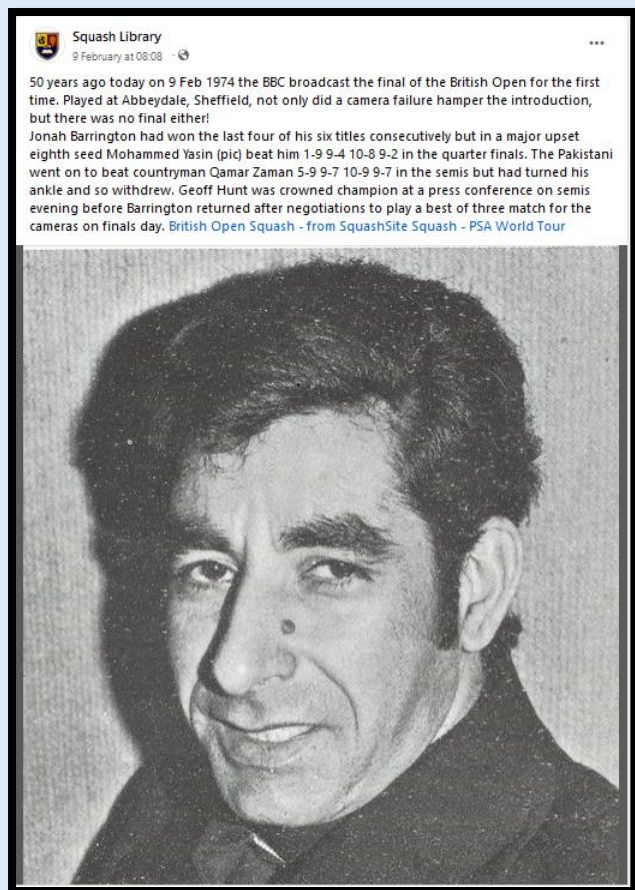 Squash Library
9 February at 08:08 ·
50 years ago today on 9 Feb 1974 the BBC broadcast the final of the British Open for the first
time. Played at Abbeydale, Sheffield, not only did a camera failure hamper the introduction,
but there was no final either!
Jonah Barrington had won the last four of his six titles consecutively but in a major upset
eighth seed Mohammed Yasin (pic) beat him 1-9 9-4 10-8 9-2 in the quarter finals. The Pakistani
went on to beat countryman Qamar Zaman 5-9 9-7 10-9 9-7 in the semis but had turned his
ankle and so withdrew. Geoff Hunt was crowned champion at a press conference on semis
evening before Barrington returned after negotiations to play a best of three match for the
cameras on finals day. British Open Squash - from SquashSite Squash - PSA World Tour